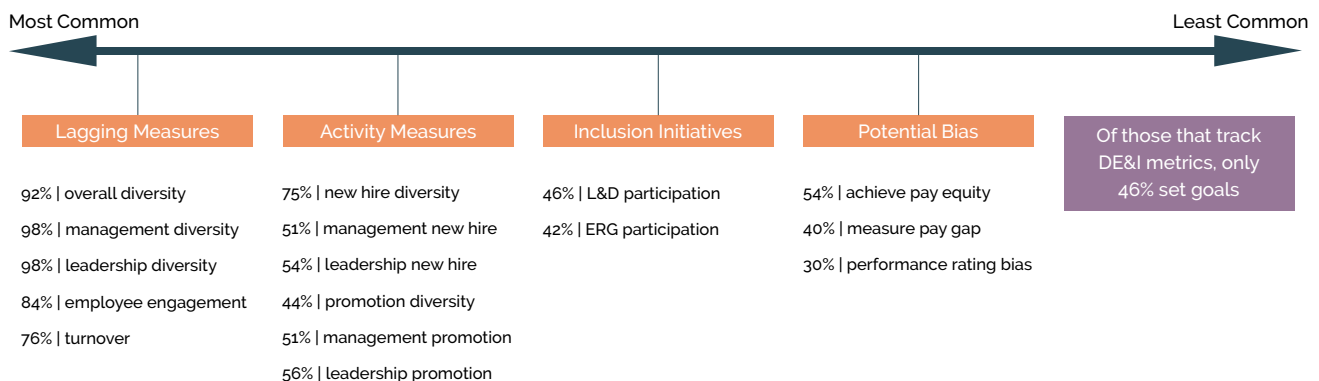 Most Common
Least Common
Lagging Measures
92% | overall diversity
98% | management diversity
98% | leadership diversity
84% | employee engagement
76% | turnover
Activity Measures
75% | new hire diversity
51% | management new hire
54% | leadership new hire
44% | promotion diversity
51% | management promotion
56% | leadership promotion
Inclusion Initiatives
46% | L&D participation
42% | ERG participation
Potential Bias
54% | achieve pay equity
40% | measure pay gap
30% | performance rating bias
Of those that track
DE&I metrics, only
46% set goals